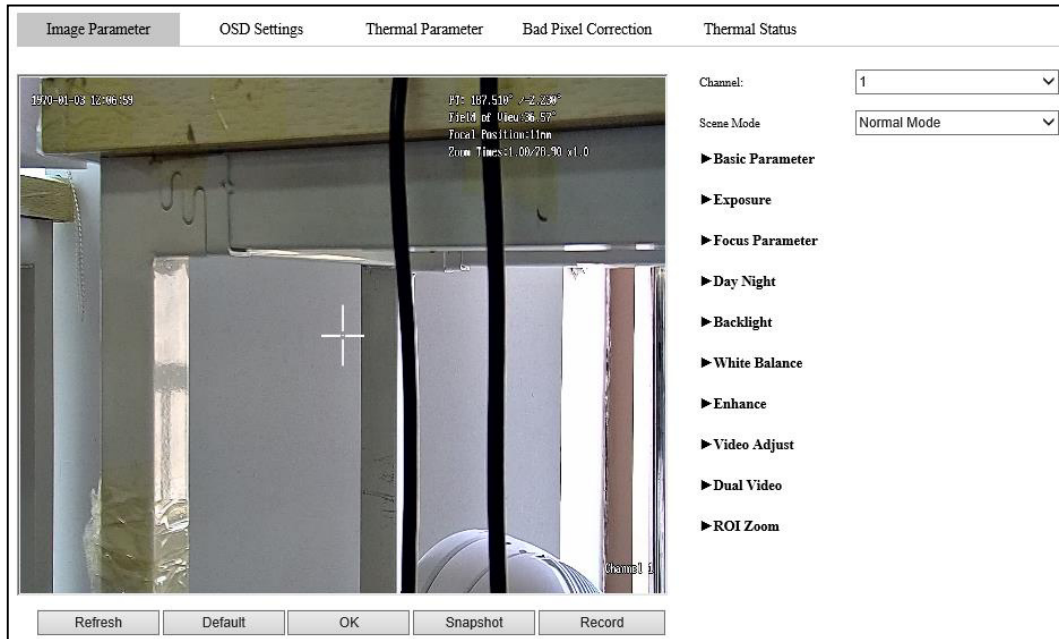 Image Parameter
OSD Settings
Thermal Parameter
Bad Pixel Correction
Thermal Status
1970-01-03 12:06:59
PT: 187.510° /-2.230°
Field of View:36.57°
Focal Position:11mm
Zoom Times:1.00/78.90 x1.0
Channel 1
Channel:
1
Scene Mode
Normal Mode
►Basic Parameter
►Exposure
►Focus Parameter
►Day Night
►Backlight
►White Balance
►Enhance
►Video Adjust
►Dual Video
►ROI Zoom
Refresh
Default
OK
Snapshot
Record